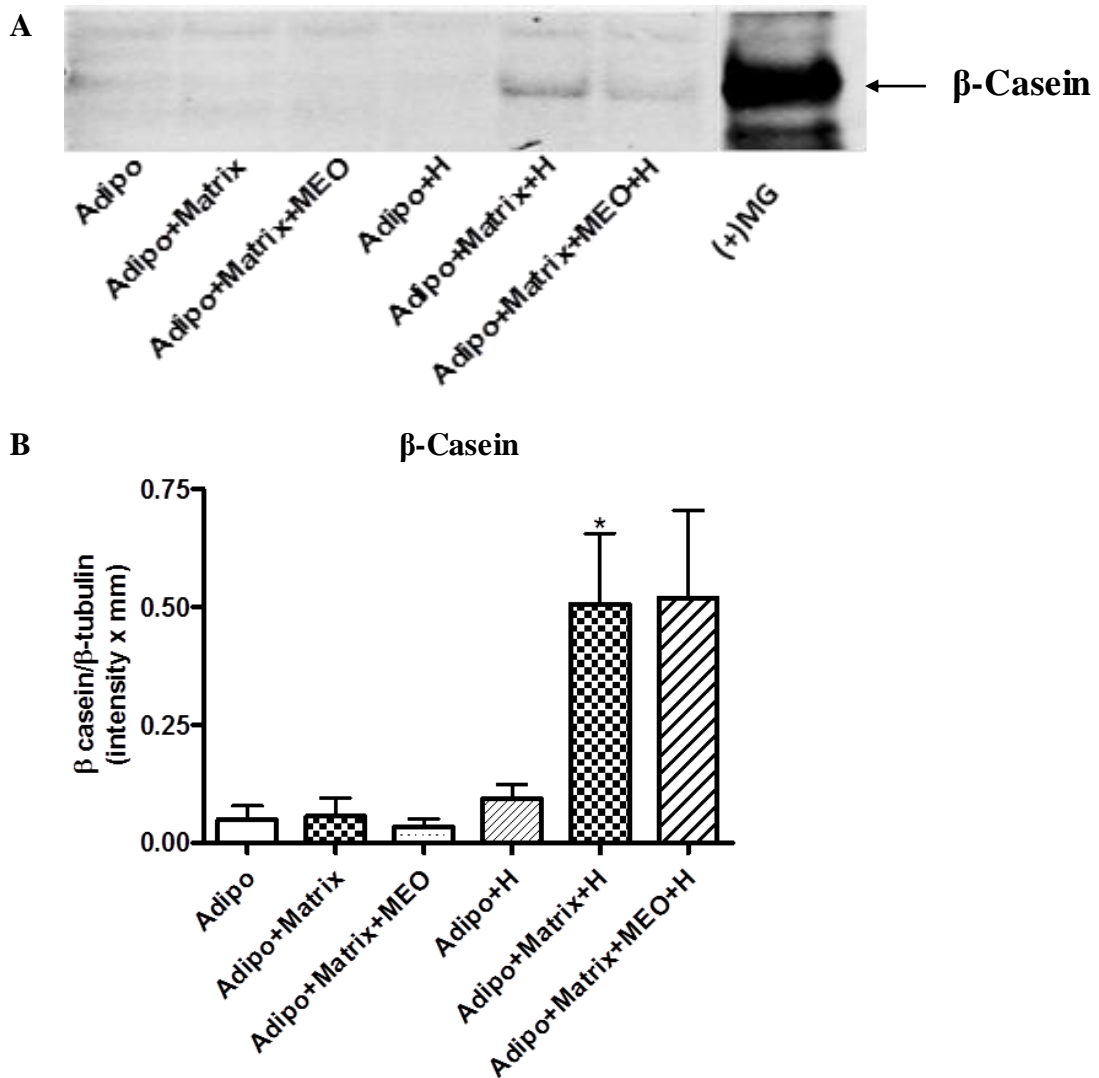 A
β-Casein
Adipo
Adipo+Matrix
Adipo+Matrix+MEO
Adipo+H
Adipo+Matrix+H
Adipo+Matrix+MEO+H
(+)MG
B
β-Casein
β casein/β-tubulin
(intensity x mm)
0.75
0.50
0.25
0.00
*
Adipo
Adipo+Matrix
Adipo+Matrix+MEO
Adipo+H
Adipo+Matrix+H
Adipo+Matrix+MEO+H